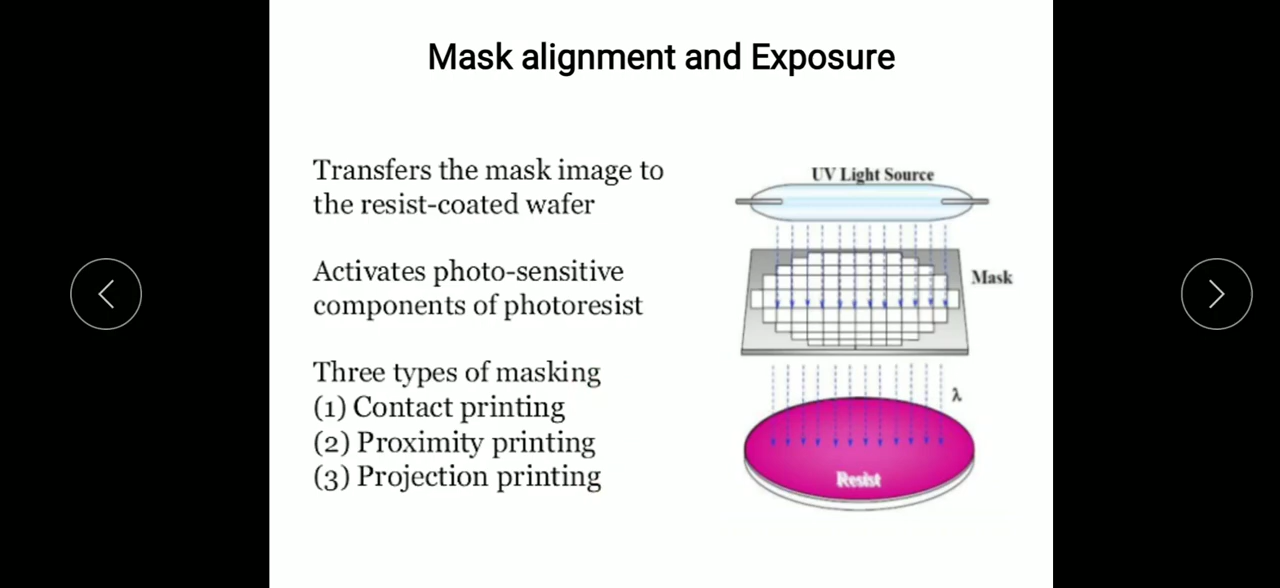 Mask alignment and Exposure
Transfers the mask image to
the resist-coated wafer
Activates photo-sensitive
components of photoresist
Three types of masking
(1) Contact printing
(2) Proximity printing
(3) Projection printing
UV Light Source
Mask
λ
Resist